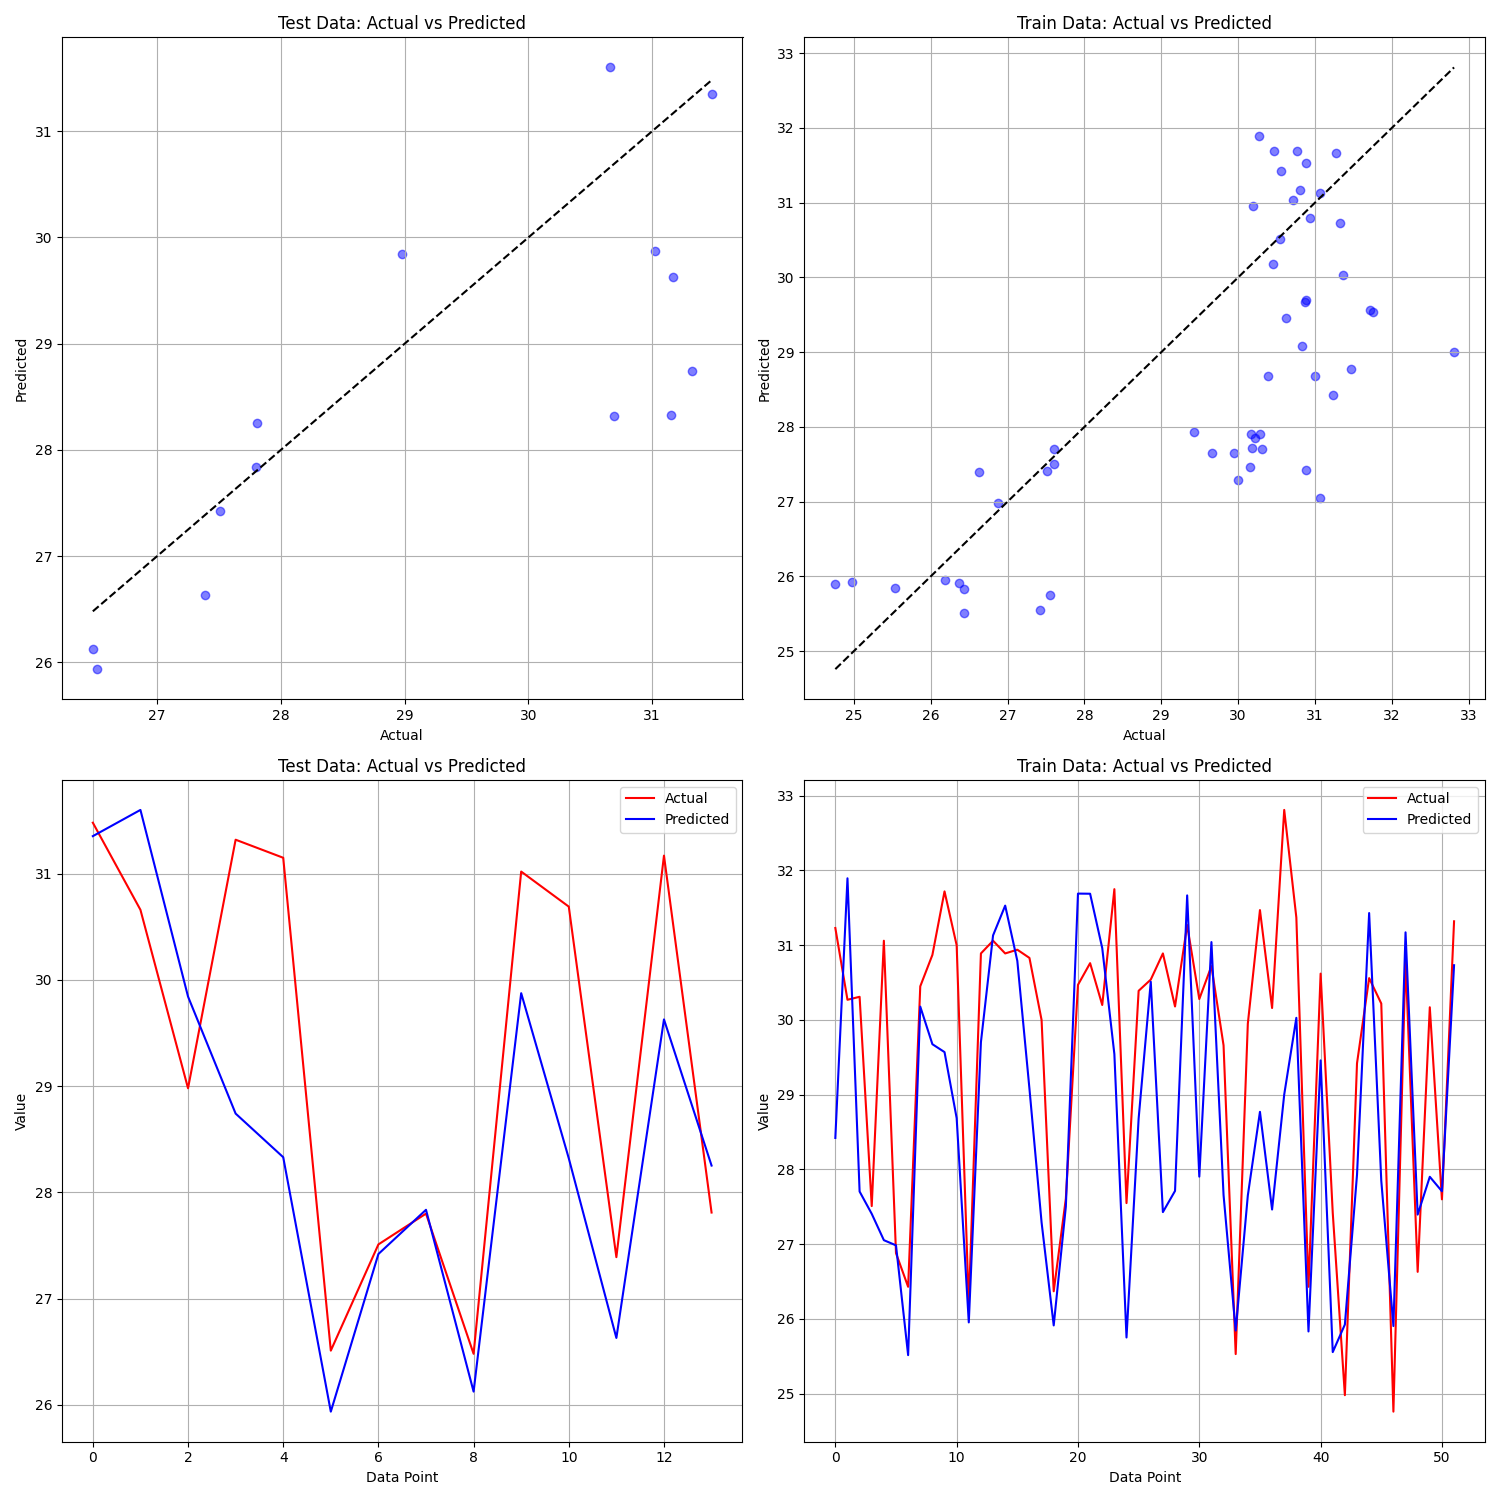 Test Data: Actual vs Predicted
Predicted
31
30
29
28
27
26
27 28 29 30 31
Actual
Train Data: Actual vs Predicted
Predicted
33
32
31
30
29
28
27
26
25
25 26 27 28 29 30 31 32 33
Actual
Test Data: Actual vs Predicted
Actual
Predicted
Value
31
30
29
28
27
26
0 2 4 6 8 10 12
Data Point
Train Data: Actual vs Predicted
Actual
Predicted
Value
33
32
31
30
29
28
27
26
25
0 10 20 30 40 50
Data Point